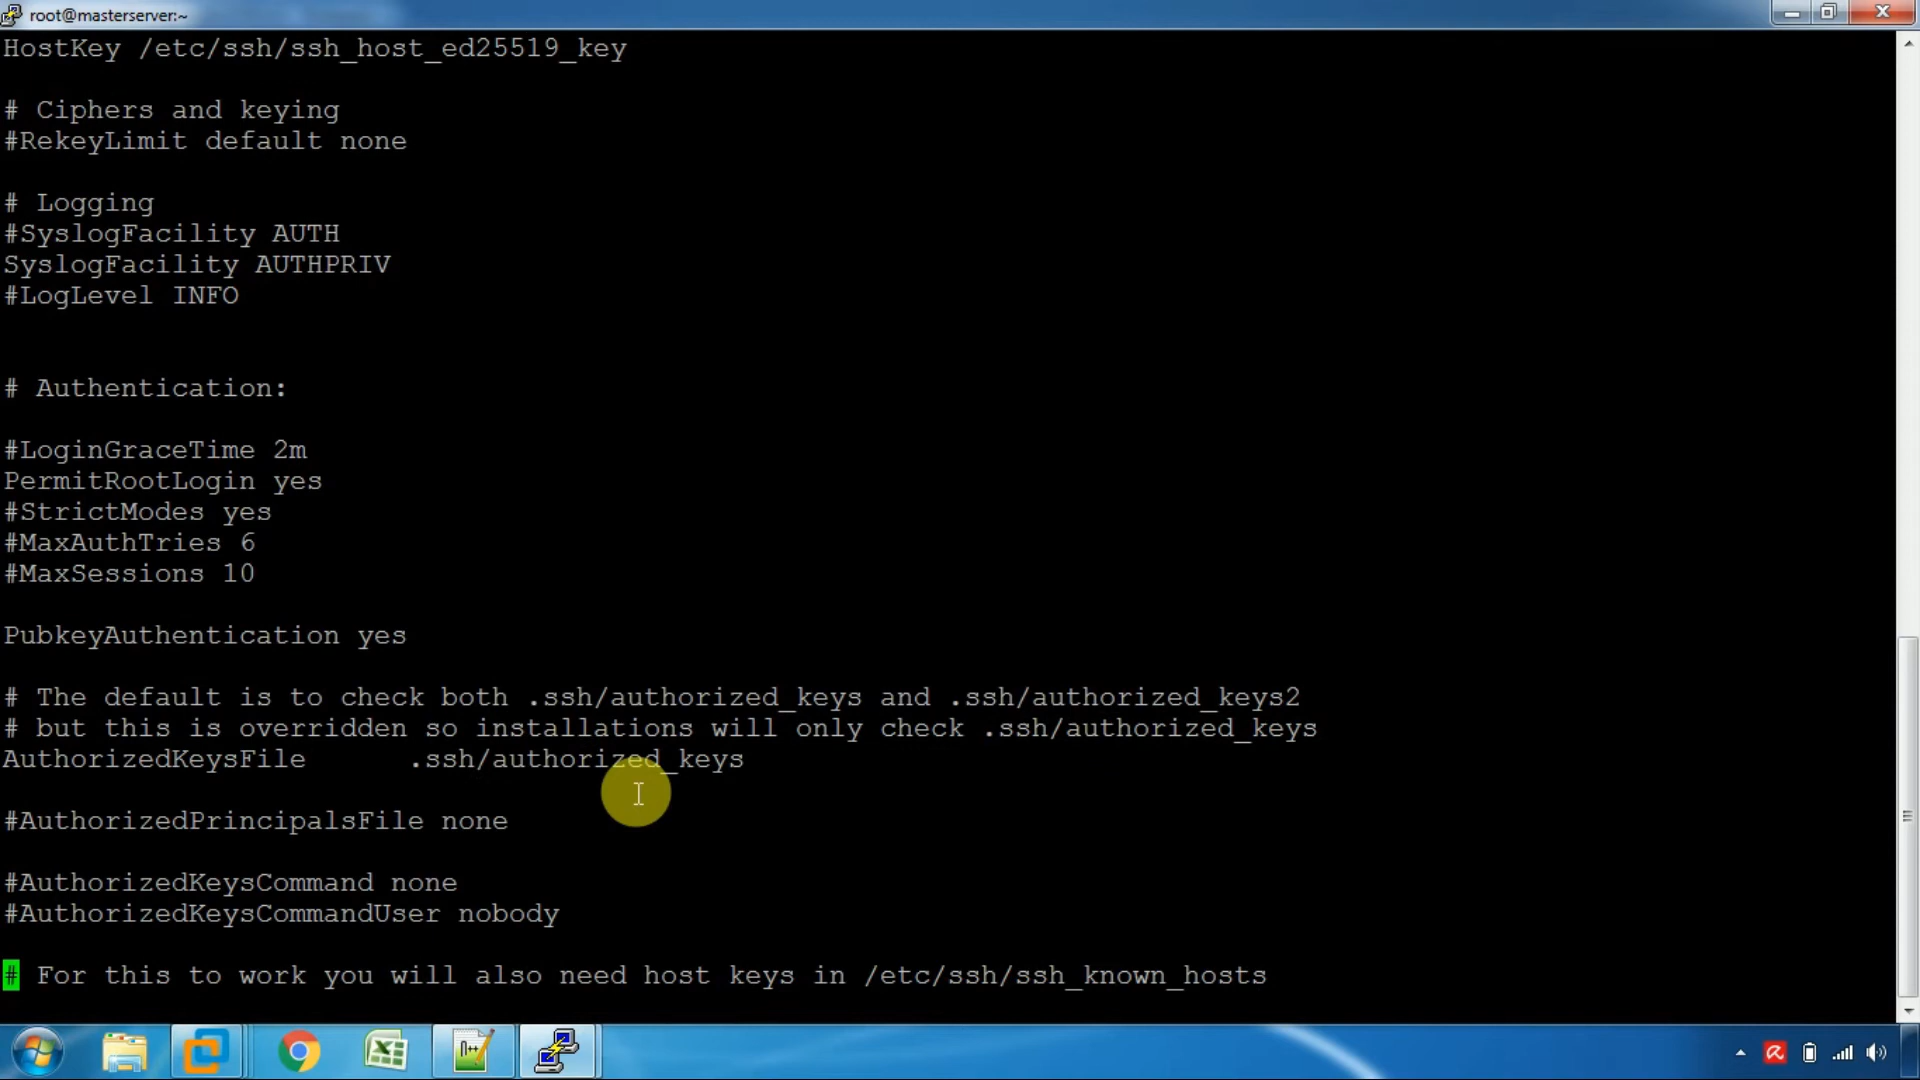 root@masterserver:~
HostKey /etc/ssh/ssh_host_ed25519_key
# Ciphers and keying
#RekeyLimit default none
# Logging
#SyslogFacility AUTH
SyslogFacility AUTHPRIV
#LogLevel INFO
# Authentication:
#LoginGraceTime 2m
PermitRootLogin yes
#StrictModes yes
#MaxAuthTries 6
#MaxSessions 10
PubkeyAuthentication yes
# The default is to check both .ssh/authorized_keys and .ssh/authorized_keys2
# but this is overridden so installations will only check .ssh/authorized_keys
AuthorizedKeysFile      .ssh/authorized_keys
#AuthorizedPrincipalsFile none
#AuthorizedKeysCommand none
#AuthorizedKeysCommandUser nobody
# For this to work you will also need host keys in /etc/ssh/ssh_known_hosts